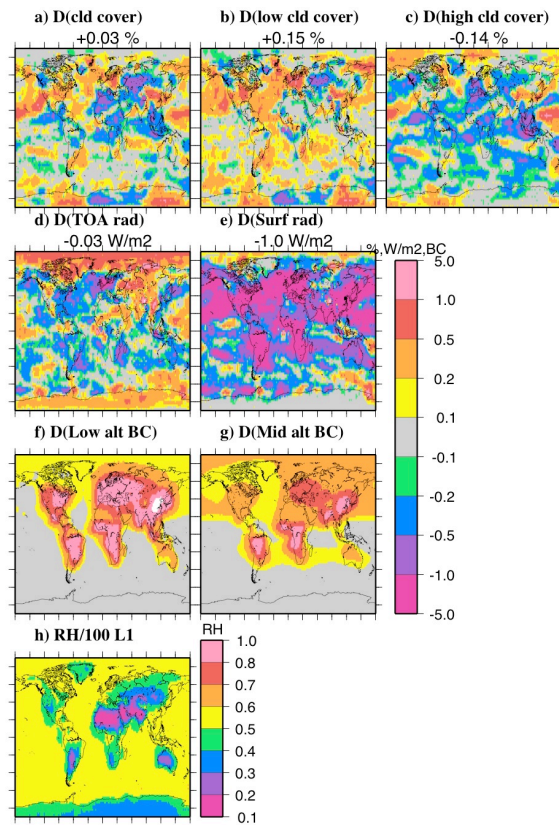 a) D(cld cover)
+0.03 %
b) D(low cld cover)
+0.15 %
c) D(high cld cover)
-0.14 %
d) D(TOA rad)
-0.03 W/m2
e) D(Surf rad)
-1.0 W/m2
%,W/m2,BC
5.0
1.0
0.5
0.2
0.1
-0.1
-0.2
-0.5
-1.0
-5.0
f) D(Low alt BC)
g) D(Mid alt BC)
h) RH/100 L1
RH
1.0
0.8
0.7
0.6
0.5
0.4
0.3
0.2
0.1